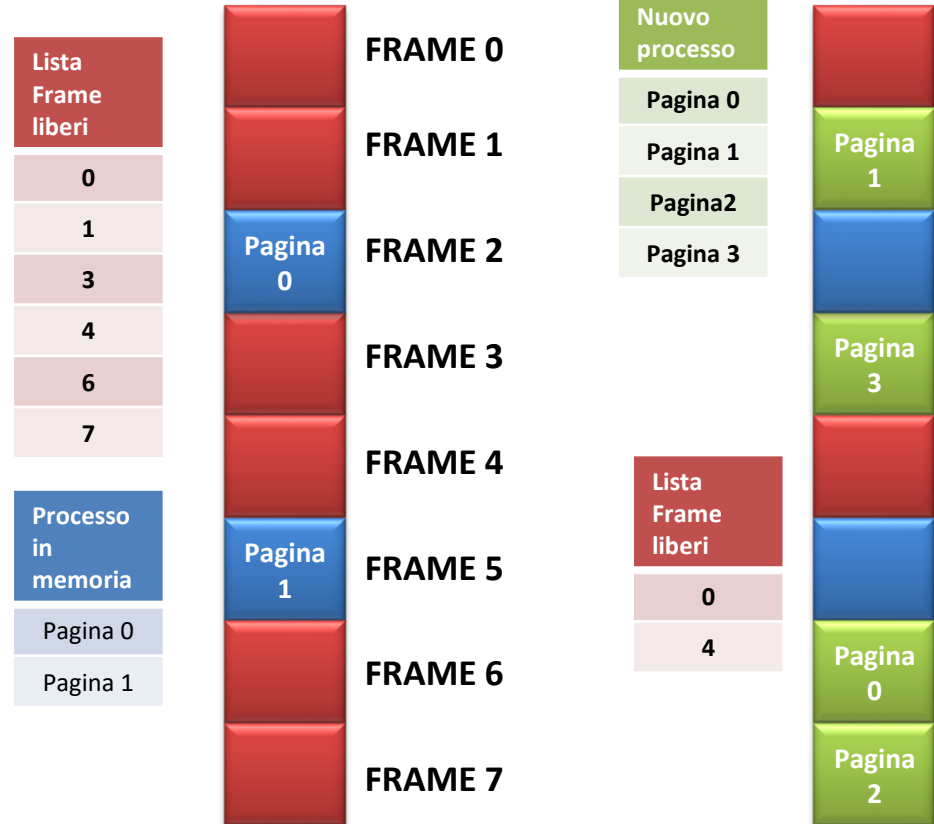 Lista
Frame
liberi
0
1
3
4
6
7
Processo
in
memoria
Pagina 0
Pagina 1
Pagina
0
Pagina
1
FRAME 0
FRAME 1
FRAME 2
FRAME 3
FRAME 4
FRAME 5
FRAME 6
FRAME 7
Nuovo
processo
Pagina 0
Pagina 1
Pagina2
Pagina 3
Lista
Frame
liberi
0
4
Pagina
1
Pagina
3
Pagina
0
Pagina
2